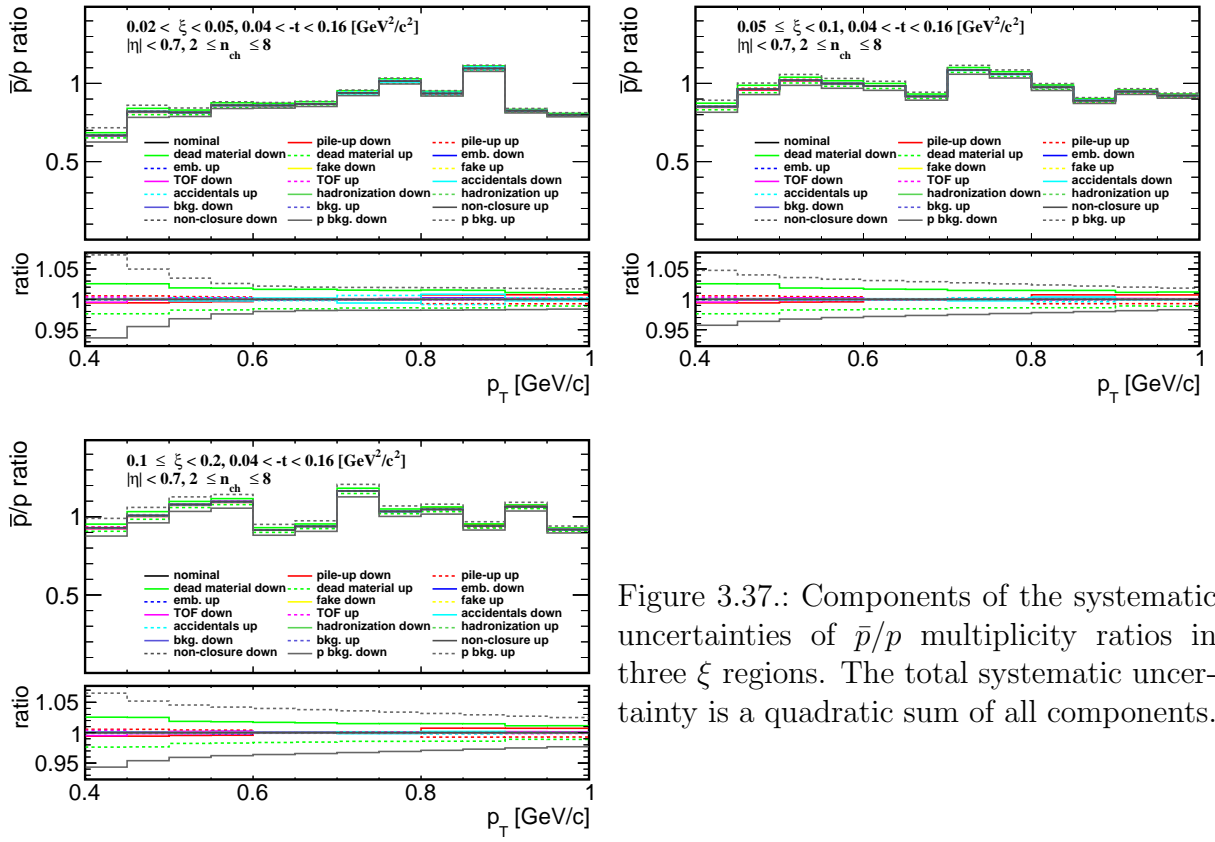 0.02 < ξ < 0.05, 0.04 < -t < 0.16 [GeV²/c²]
|η| < 0.7, 2 ≤ n_ch ≤ 8
p̄/p ratio
1
0.5
nominal pile-up down pile-up up
dead material down dead material up emb. down
emb. up fake down fake up
TOF down TOF up accidentals down
accidentals up hadronization down hadronization up
bkg. down bkg. up non-closure up
non-closure down p bkg. down p bkg. up
ratio
1.05
1
0.95
0.4 0.6 0.8 1
p_T [GeV/c]
0.05 ≤ ξ < 0.1, 0.04 < -t < 0.16 [GeV²/c²]
|η| < 0.7, 2 ≤ n_ch ≤ 8
p̄/p ratio
1
0.5
nominal pile-up down pile-up up
dead material down dead material up emb. down
emb. up fake down fake up
TOF down TOF up accidentals down
accidentals up hadronization down hadronization up
bkg. down bkg. up non-closure up
non-closure down p bkg. down p bkg. up
ratio
1.05
1
0.95
0.4 0.6 0.8 1
p_T [GeV/c]
0.1 ≤ ξ < 0.2, 0.04 < -t < 0.16 [GeV²/c²]
|η| < 0.7, 2 ≤ n_ch ≤ 8
p̄/p ratio
1
0.5
nominal pile-up down pile-up up
dead material down dead material up emb. down
emb. up fake down fake up
TOF down TOF up accidentals down
accidentals up hadronization down hadronization up
bkg. down bkg. up non-closure up
non-closure down p bkg. down p bkg. up
ratio
1.05
1
0.95
0.4 0.6 0.8 1
p_T [GeV/c]
Figure 3.37.: Components of the systematic
uncertainties of p̄/p multiplicity ratios in
three ξ regions. The total systematic uncer-
tainty is a quadratic sum of all components.